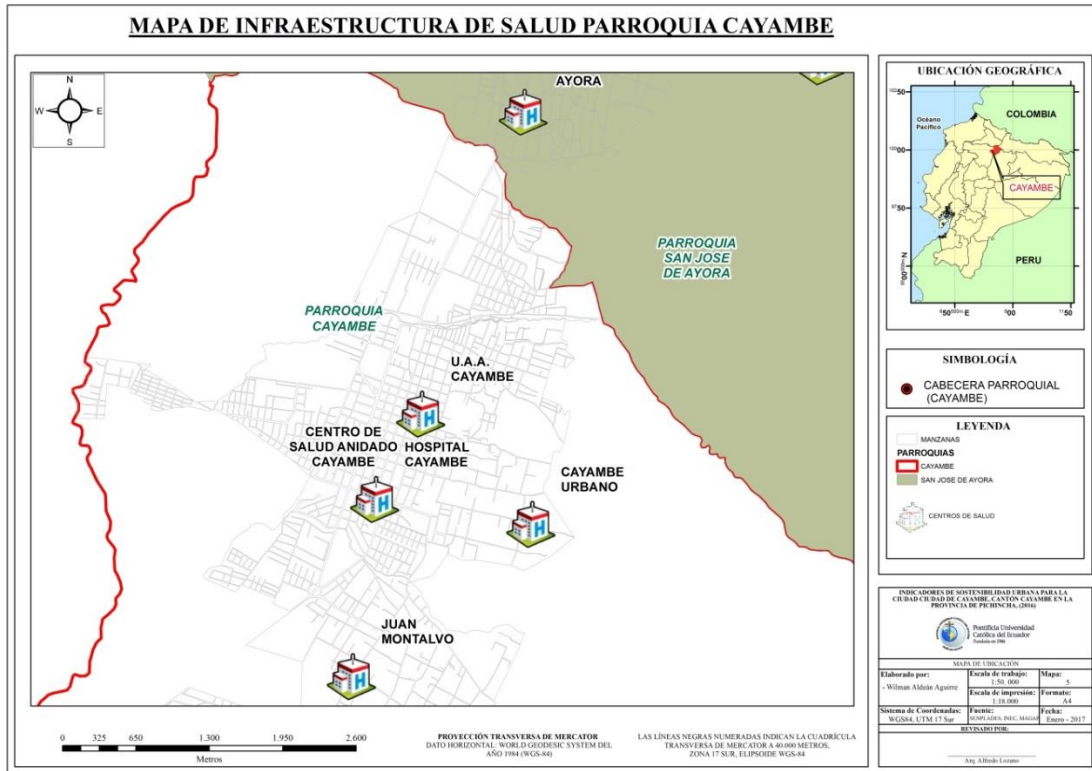 MAPA DE INFRAESTRUCTURA DE SALUD PARROQUIA CAYAMBE
N
W
E
S
AYORA
PARROQUIA
SAN JOSE
DE AYORA
PARROQUIA
CAYAMBE
U.A.A.
CAYAMBE
CENTRO DE
SALUD ANIDADO
CAYAMBE
HOSPITAL
CAYAMBE
CAYAMBE
URBANO
JUAN
MONTALVO
0 325 650 1.300 1.950 2.600
Metros
PROYECCIÓN TRANSVERSA DE MERCATOR
DATO HORIZONTAL: WORLD GEODESIC SYSTEM DEL
AÑO 1984 (WGS-84)
LAS LÍNEAS NEGRAS NUMERADAS INDICAN LA CUADRÍCULA
TRANSVERSA DE MERCATOR A 40.000 METROS,
ZONA 17 SUR, ELIPSOIDE WGS-84
UBICACIÓN GEOGRÁFICA
Océano
Pacífico
COLOMBIA
CAYAMBE
PERU
SIMBOLOGÍA
CABECERA PARROQUIAL
(CAYAMBE)
LEYENDA
MANZANAS
PARROQUIAS
CAYAMBE
SAN JOSE DE AYORA
CENTROS DE SALUD
INDICADORES DE SOSTENIBILIDAD URBANA PARA LA
CIUDAD CIUDAD DE CAYAMBE, CANTÓN CAYAMBE EN LA
PROVINCIA DE PICHINCHA, (2016)
Pontificia Universidad
Católica del Ecuador
Fundada en 1946
MAPA DE UBICACIÓN
Elaborado por:
- Wilman Aldeán Aguirre
Escala de trabajo:
1:50. 000
Mapa:
5
Escala de impresión:
1:18.000
Formato:
A4
Sistema de Coordenadas:
WGS84, UTM 17 Sur
Fuente:
SENPLADES, INEC, MAGAP
Fecha:
Enero - 2017
REVISADO POR:
Arq. Alfredo Lozano